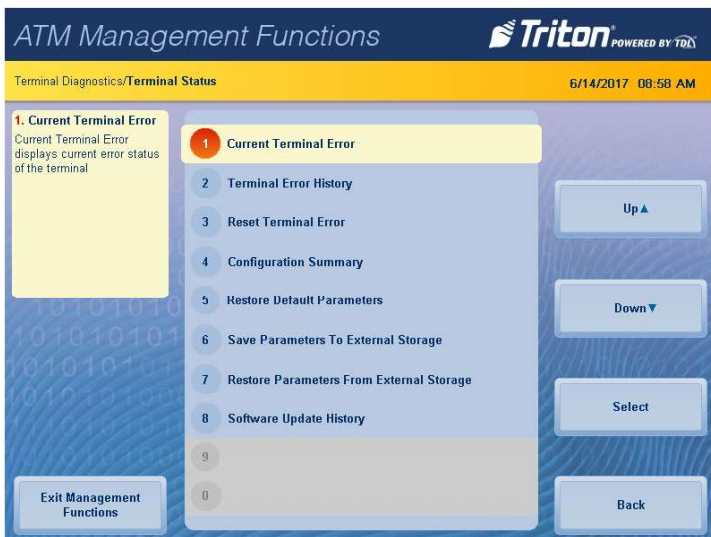 ATM Management Functions
Triton POWERED BY TDL
Terminal Diagnostics/Terminal Status
6/14/2017 08:58 AM
1. Current Terminal Error
Current Terminal Error
displays current error status
of the terminal
1 Current Terminal Error
2 Terminal Error History
3 Reset Terminal Error
4 Configuration Summary
5 Restore Default Parameters
6 Save Parameters To External Storage
7 Restore Parameters From External Storage
8 Software Update History
9
0
Up▲
Down▼
Select
Back
Exit Management
Functions